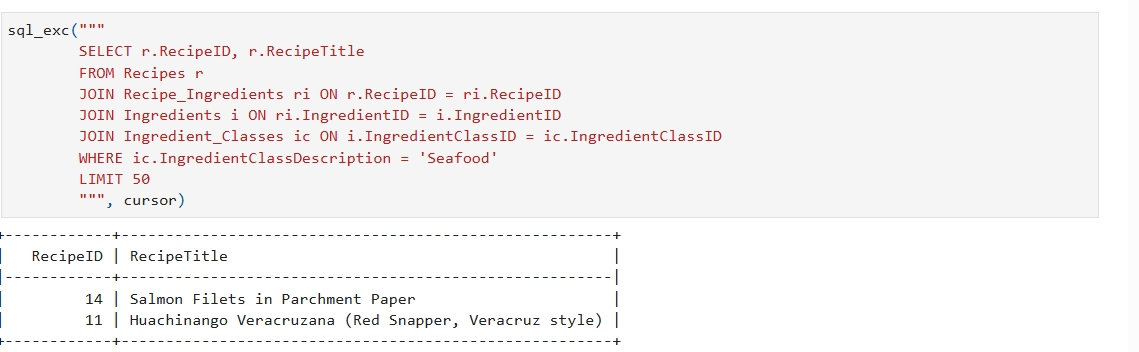 sql_exc("""
SELECT r.RecipeID, r.RecipeTitle
FROM Recipes r
JOIN Recipe_Ingredients ri ON r.RecipeID = ri.RecipeID
JOIN Ingredients i ON ri.IngredientID = i.IngredientID
JOIN Ingredient_Classes ic ON i.IngredientClassID = ic.IngredientClassID
WHERE ic.IngredientClassDescription = 'Seafood'
LIMIT 50
""", cursor)
+------------+------------------------------------------------------------+
| RecipeID | RecipeTitle |
|------------+------------------------------------------------------------|
| 14 | Salmon Filets in Parchment Paper |
| 11 | Huachinango Veracruzana (Red Snapper, Veracruz style) |
+------------+------------------------------------------------------------+